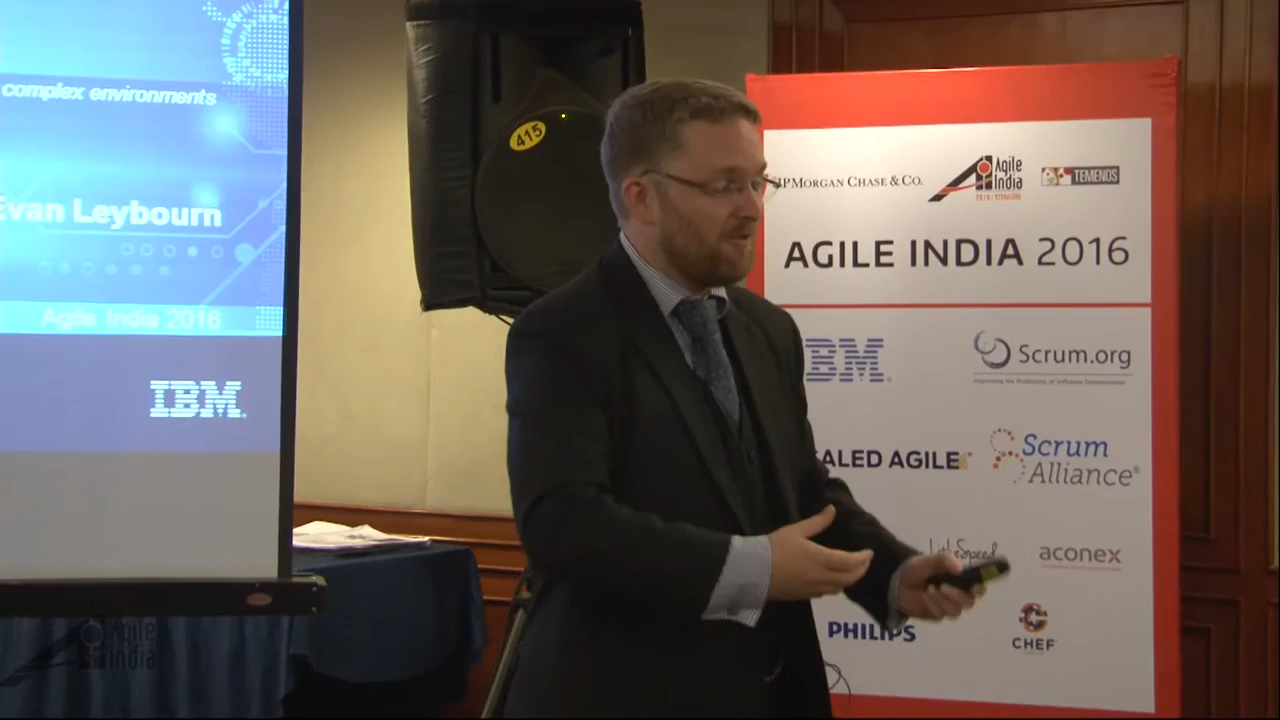 complex environments
Evan Leybourn
Agile India 2016
IBM
415
JPMORGAN CHASE & CO.
Agile
India
TEMENOS
AGILE INDIA 2016
IBM
Scrum.org
ALED AGILE
Scrum
Alliance
aconex
PHILIPS
CHEF
Agile
India